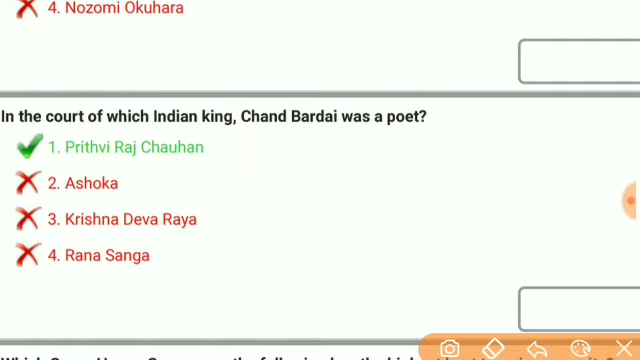 4. Nozomi Okuhara
In the court of which Indian king, Chand Bardai was a poet?
1. Prithvi Raj Chauhan
2. Ashoka
3. Krishna Deva Raya
4. Rana Sanga